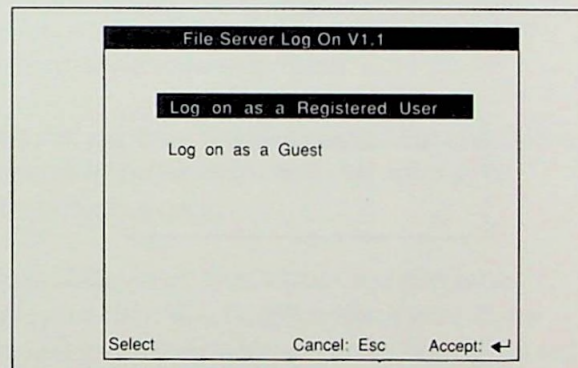 File Server Log On V1.1
Log on as a Registered User
Log on as a Guest
Select Cancel: Esc Accept: ↵